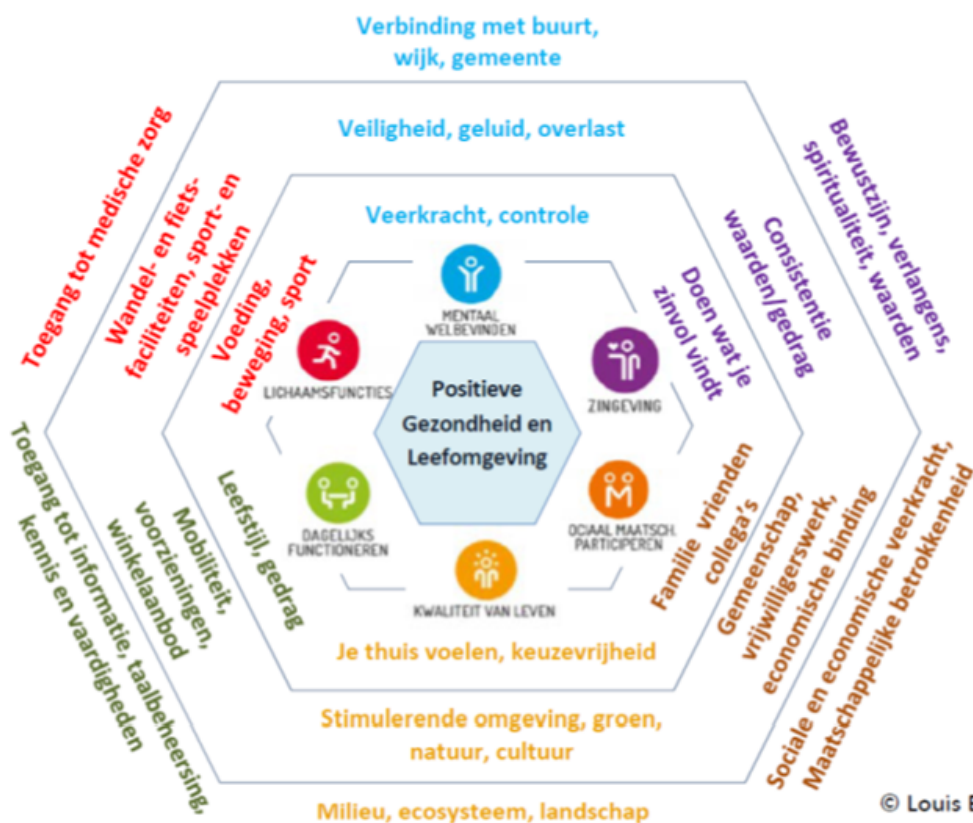 Verbinding met buurt,
wijk, gemeente
Veiligheid, geluid, overlast
Veerkracht, controle
MENTAAL
WELBEVINDEN
Toegang tot medische zorg
Wandel- en fiets-
faciliteiten, sport- en
speelplekken
Voeding,
beweging, sport
LICHAAMSFUNCTIES
Bewustzijn, verlangens,
spiritualiteit, waarden
Consistentie
waarden/gedrag
Doen wat je
zinvol vindt
ZINGEVING
Positieve
Gezondheid en
Leefomgeving
Toegang tot informatie, taalbeheersing,
kennis en vaardigheden
Mobiliteit,
voorzieningen,
winkelaanbod
Leefstijl, gedrag
DAGELIJKS
FUNCTIONEREN
OCIAAL MAATSCH.
PARTICIPEREN
Familie vrienden
collega's
Gemeenschap,
vrijwilligerswerk,
economische binding
Sociale en economische veerkracht,
Maatschappelijke betrokkenheid
KWALITEIT VAN LEVEN
Je thuis voelen, keuzevrijheid
Stimulerende omgeving, groen,
natuur, cultuur
Milieu, ecosysteem, landschap
© Louis